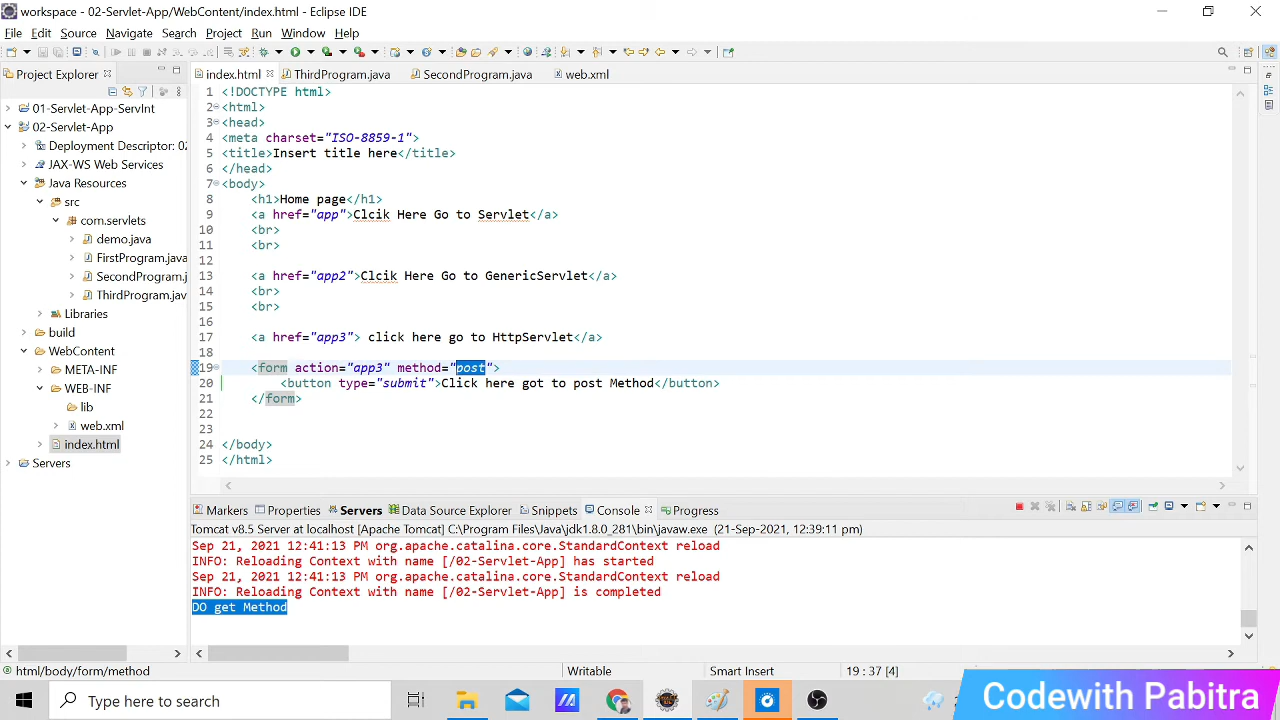 workspace - 02-Servlet-App/WebContent/index.html - Eclipse IDE
File Edit Source Navigate Search Project Run Window Help
Project Explorer
index.html ThirdProgram.java SecondProgram.java web.xml
01-Servlet-App-ServInt
02-Servlet-App
Deployment Descriptor: 02
JAX-WS Web Services
Java Resources
src
com.servlets
demo.java
FirstProgram.java
SecondProgram.j
ThirdProgram.jav
Libraries
build
WebContent
META-INF
WEB-INF
lib
web.xml
index.html
Servers
1 <!DOCTYPE html>
2 <html>
3 <head>
4 <meta charset="ISO-8859-1">
5 <title>Insert title here</title>
6 </head>
7 <body>
8 <h1>Home page</h1>
9 <a href="app">Clcik Here Go to Servlet</a>
10 <br>
11 <br>
12
13 <a href="app2">Clcik Here Go to GenericServlet</a>
14 <br>
15 <br>
16
17 <a href="app3"> click here go to HttpServlet</a>
18
19 <form action="app3" method="post">
20 <button type="submit">Click here got to post Method</button>
21 </form>
22
23
24 </body>
25 </html>
Markers Properties Servers Data Source Explorer Snippets Console Progress
Tomcat v8.5 Server at localhost [Apache Tomcat] C:\Program Files\Java\jdk1.8.0_281\bin\javaw.exe (21-Sep-2021, 12:39:11 pm)
Sep 21, 2021 12:41:13 PM org.apache.catalina.core.StandardContext reload
INFO: Reloading Context with name [/02-Servlet-App] has started
Sep 21, 2021 12:41:13 PM org.apache.catalina.core.StandardContext reload
INFO: Reloading Context with name [/02-Servlet-App] is completed
DO get Method
html/body/form/method Writable Smart Insert 19 : 37 [4]
Type here to search
Codewith Pabitra